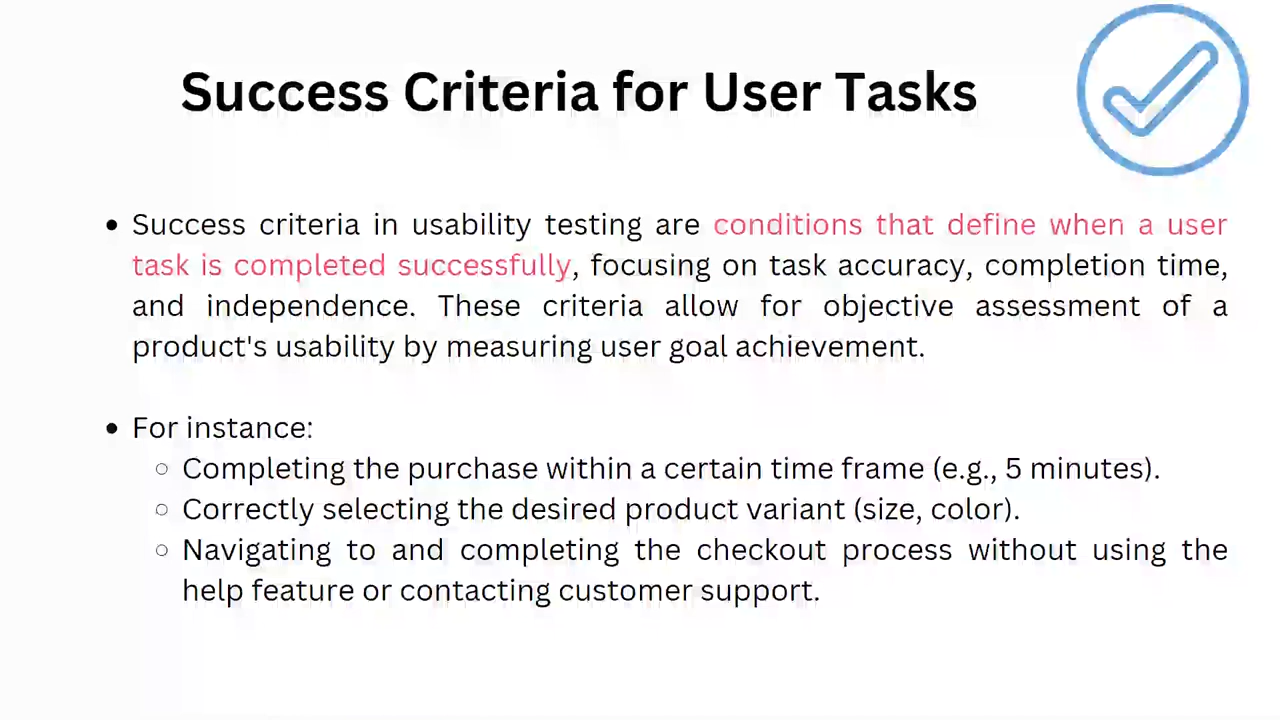 Success Criteria for User Tasks
• Success criteria in usability testing are conditions that define when a user
task is completed successfully, focusing on task accuracy, completion time,
and independence. These criteria allow for objective assessment of a
product's usability by measuring user goal achievement.
• For instance:
○ Completing the purchase within a certain time frame (e.g., 5 minutes).
○ Correctly selecting the desired product variant (size, color).
○ Navigating to and completing the checkout process without using the
help feature or contacting customer support.